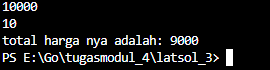 10000
10
total harga nya adalah: 9000
PS E:\Go\tugasmodul_4\latsol_3>